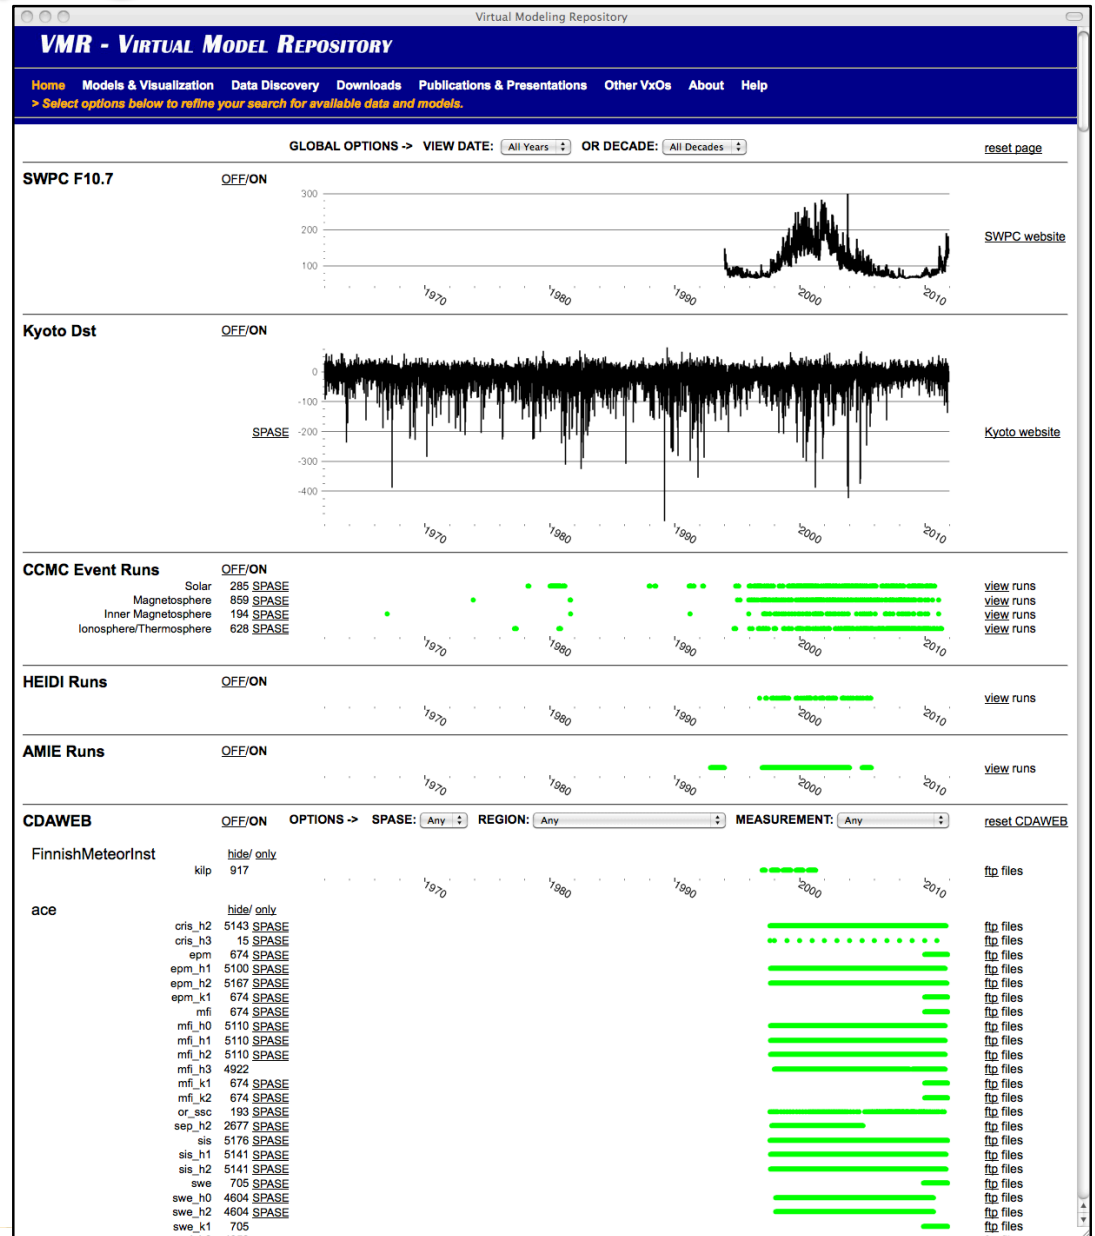 Virtual Modeling Repository
VMR - Virtual Model Repository
Home Models & Visualization Data Discovery Downloads Publications & Presentations Other VxOs About Help
> Select options below to refine your search for available data and models.
GLOBAL OPTIONS -> VIEW DATE: All Years OR DECADE: All Decades reset page
SWPC F10.7 OFF/ON
300
200
100
SWPC website
1970 1980 1990 2000 2010
Kyoto Dst OFF/ON
0
-100
SPASE -200 Kyoto website
-300
-400
1970 1980 1990 2000 2010
CCMC Event Runs OFF/ON
Solar 285 SPASE view runs
Magnetosphere 859 SPASE view runs
Inner Magnetosphere 194 SPASE view runs
Ionosphere/Thermosphere 628 SPASE view runs
1970 1980 1990 2000 2010
HEIDI Runs OFF/ON
view runs
1970 1980 1990 2000 2010
AMIE Runs OFF/ON
view runs
1970 1980 1990 2000 2010
CDAWEB OFF/ON OPTIONS -> SPASE: Any REGION: Any MEASUREMENT: Any reset CDAWEB
FinnishMeteorInst hide/ only
kilp 917 ftp files
1970 1980 1990 2000 2010
ace hide/ only
cris_h2 5143 SPASE ftp files
cris_h3 15 SPASE ftp files
epm 674 SPASE ftp files
epm_h1 5100 SPASE ftp files
epm_h2 5167 SPASE ftp files
epm_k1 674 SPASE ftp files
mfi 674 SPASE ftp files
mfi_h0 5110 SPASE ftp files
mfi_h1 5110 SPASE ftp files
mfi_h2 5110 SPASE ftp files
mfi_h3 4922 ftp files
mfi_k1 674 SPASE ftp files
mfi_k2 674 SPASE ftp files
or_ssc 193 SPASE ftp files
sep_h2 2677 SPASE ftp files
sis 5176 SPASE ftp files
sis_h1 5141 SPASE ftp files
sis_h2 5141 SPASE ftp files
swe 705 SPASE ftp files
swe_h0 4604 SPASE ftp files
swe_h2 4604 SPASE ftp files
swe_k1 705 ftp files